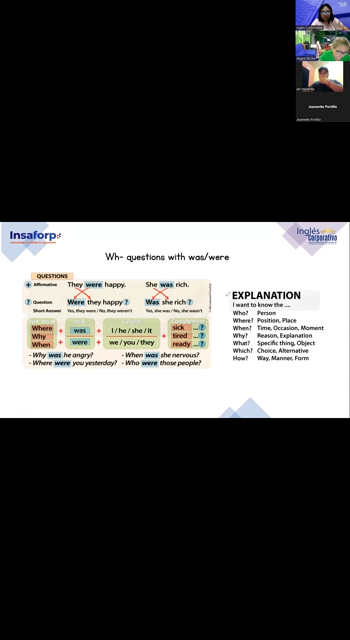 Jeannette Portillo
Jeannette Portillo
Insaforp
Inglés
Corporativo
Wh- questions with was/were
QUESTIONS
+ Affirmative They were happy. She was rich.
? Question Were they happy? Was she rich?
Short Answer Yes, they were / No, they weren't Yes, she was / No, she wasn't
Where
Why
When
+ was
+ were
+ I / he / she / it
+ we / you / they
+ sick ...?
tired ...?
+ ready ...?
- Why was he angry? - When was she nervous?
- Where were you yesterday? - Who were those people?
EXPLANATION
I want to know the ....
Who? Person
Where? Position, Place
When? Time, Occasion, Moment
Why? Reason, Explanation
What? Specific thing, Object
Which? Choice, Alternative
How? Way, Manner, Form